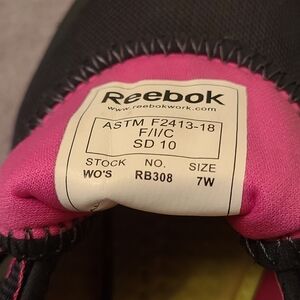 Reebok
www.reebokwork.com
ASTM F2413-18
F/I/C
SD 10
STOCK NO. SIZE
WO'S RB308 7W